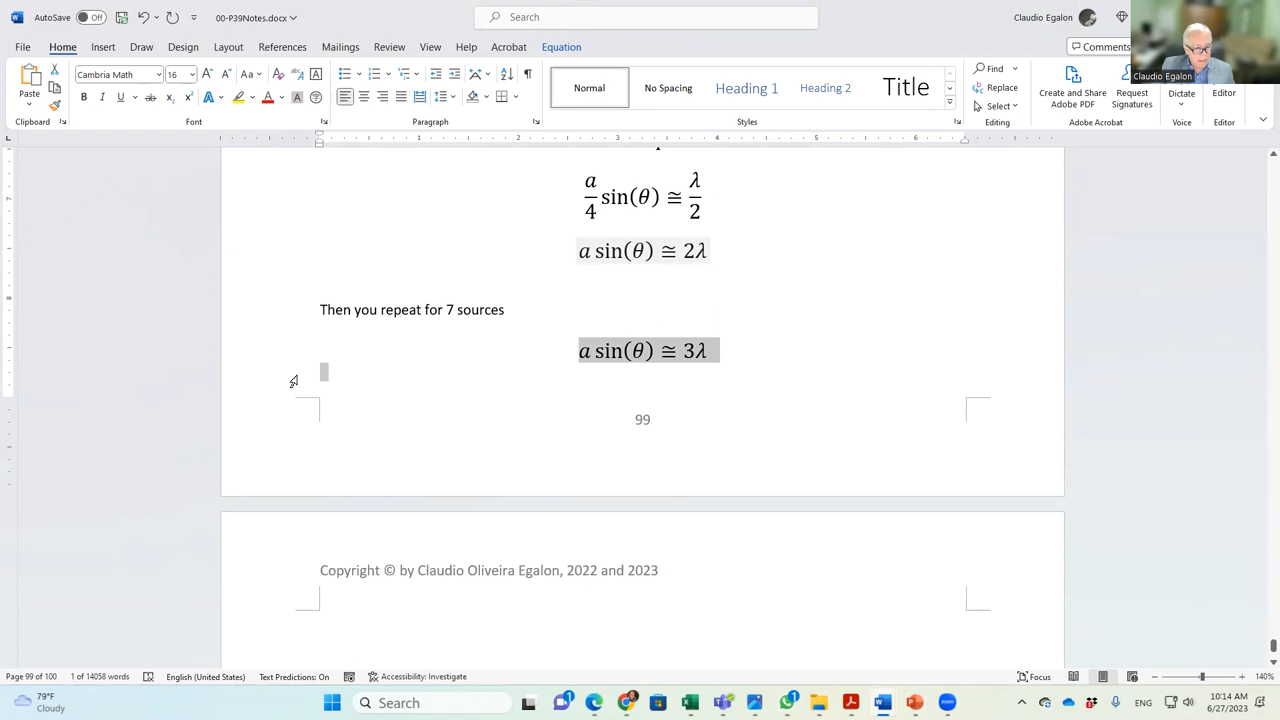 AutoSave Off 00-P39Notes.docx Search Claudio Egalon
File Home Insert Draw Design Layout References Mailings Review View Help Acrobat Equation Comments
Paste Cambria Math 16 Normal No Spacing Heading 1 Heading 2 Title Find Replace Select Create and Share Adobe PDF Request Signatures Dictate Editor
Clipboard Font Paragraph Styles Editing Adobe Acrobat Voice Editor
Claudio Egalon
a/4 sin(θ) ≅ λ/2
a sin(θ) ≅ 2λ
Then you repeat for 7 sources
a sin(θ) ≅ 3λ
99
Copyright © by Claudio Oliveira Egalon, 2022 and 2023
Page 99 of 100 1 of 14058 words English (United States) Text Predictions: On Accessibility: Investigate Focus 140%
79°F
Cloudy
Search
ENG
10:14 AM
6/27/2023